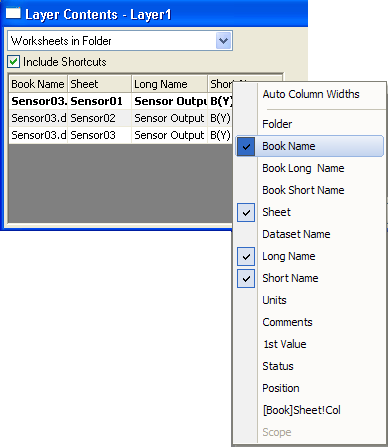 Layer Contents - Layer1
Worksheets in Folder
Include Shortcuts
Book Name Sheet Long Name
Sensor03. Sensor01 Sensor Output B(Y)
Sensor03.d Sensor02 Sensor Output B(Y)
Sensor03.d Sensor03 Sensor Output B(Y)
Auto Column Widths
Folder
Book Name
Book Long Name
Book Short Name
Sheet
Dataset Name
Long Name
Short Name
Units
Comments
1st Value
Status
Position
[Book]Sheet!Col
Scope